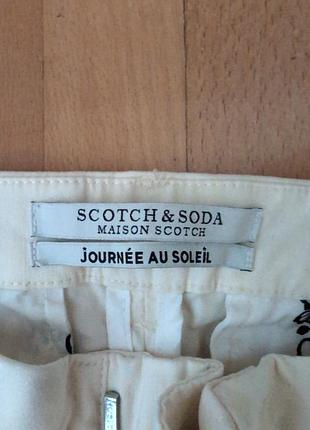 SCOTCH & SODA
MAISON SCOTCH
JOURNÉE AU SOLEIL